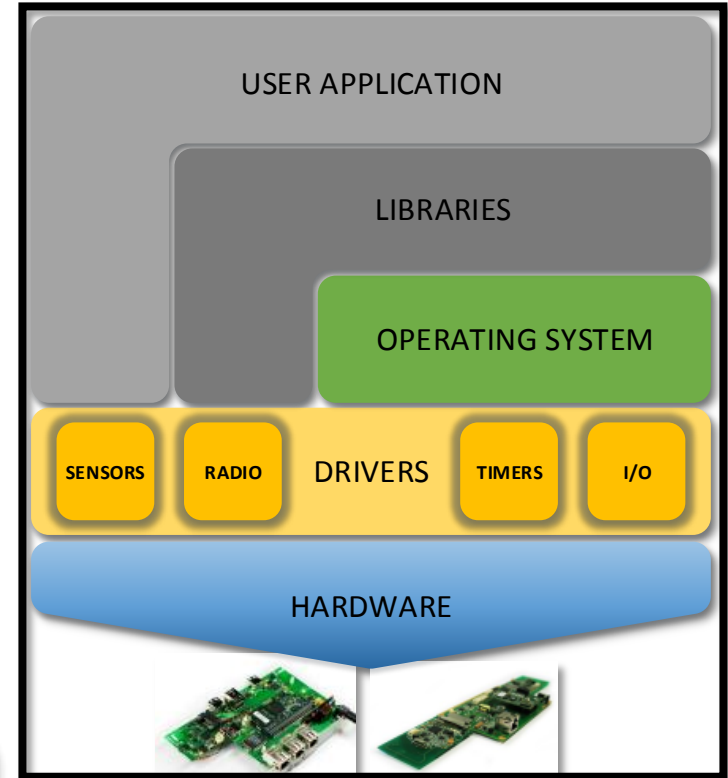 USER APPLICATION
LIBRARIES
OPERATING SYSTEM
SENSORS
RADIO
DRIVERS
TIMERS
I/O
HARDWARE